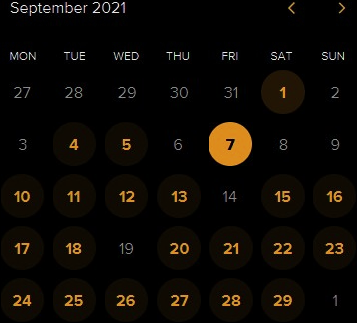 September 2021
MON TUE WED THU FRI SAT SUN
27 28 29 30 31 1 2
3 4 5 6 7 8 9
10 11 12 13 14 15 16
17 18 19 20 21 22 23
24 25 26 27 28 29 1